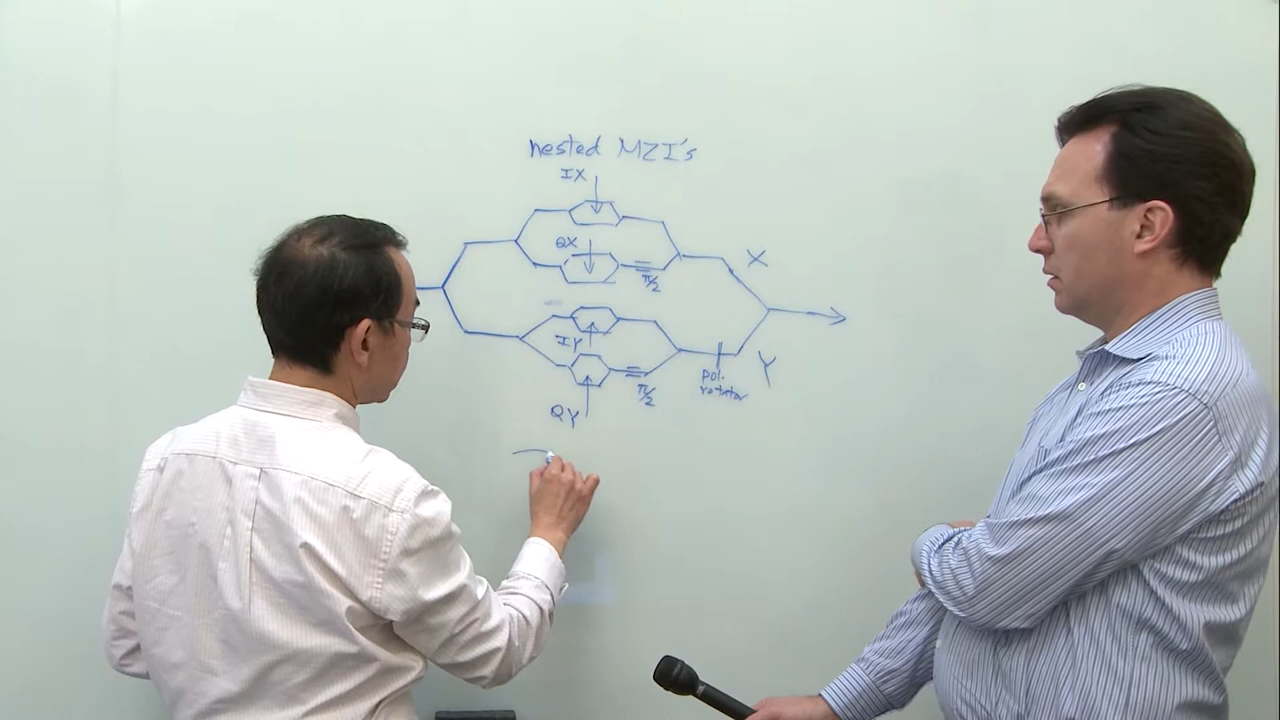 nested MZI's
IX
QX
π/2
X
IY
π/2
QY
pol.
rotator
Y